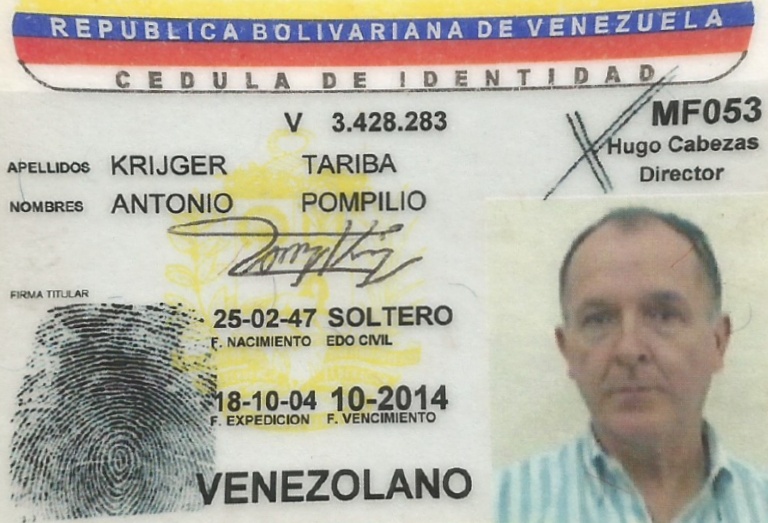 REPUBLICA BOLIVARIANA DE VENEZUELA
CEDULA DE IDENTIDAD
V 3.428.283
MF053
Hugo Cabezas
Director
APELLIDOS KRIJGER TARIBA
NOMBRES ANTONIO POMPILIO
FIRMA TITULAR
25-02-47 SOLTERO
F. NACIMIENTO EDO CIVIL
18-10-04 10-2014
F. EXPEDICION F. VENCIMIENTO
VENEZOLANO